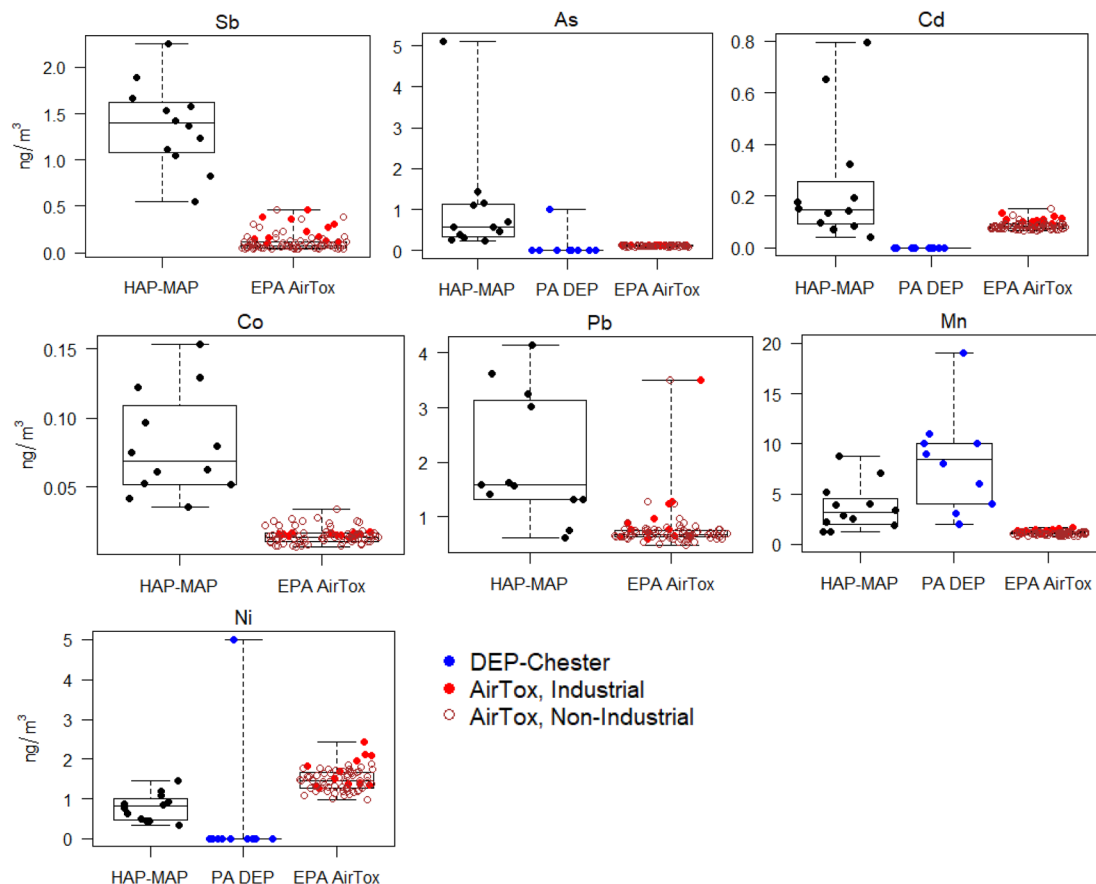 Sb
As
Cd
ng/m³
2.0
1.5
1.0
0.5
0.0
5
4
3
2
1
0
0.8
0.6
0.4
0.2
0.0
HAP-MAP EPA AirTox
HAP-MAP PA DEP EPA AirTox
HAP-MAP PA DEP EPA AirTox
Co
Pb
Mn
ng/m³
0.15
0.10
0.05
4
3
2
1
20
15
10
5
0
HAP-MAP EPA AirTox
HAP-MAP EPA AirTox
HAP-MAP PA DEP EPA AirTox
Ni
ng/m³
5
4
3
2
1
0
HAP-MAP PA DEP EPA AirTox
DEP-Chester
AirTox, Industrial
AirTox, Non-Industrial